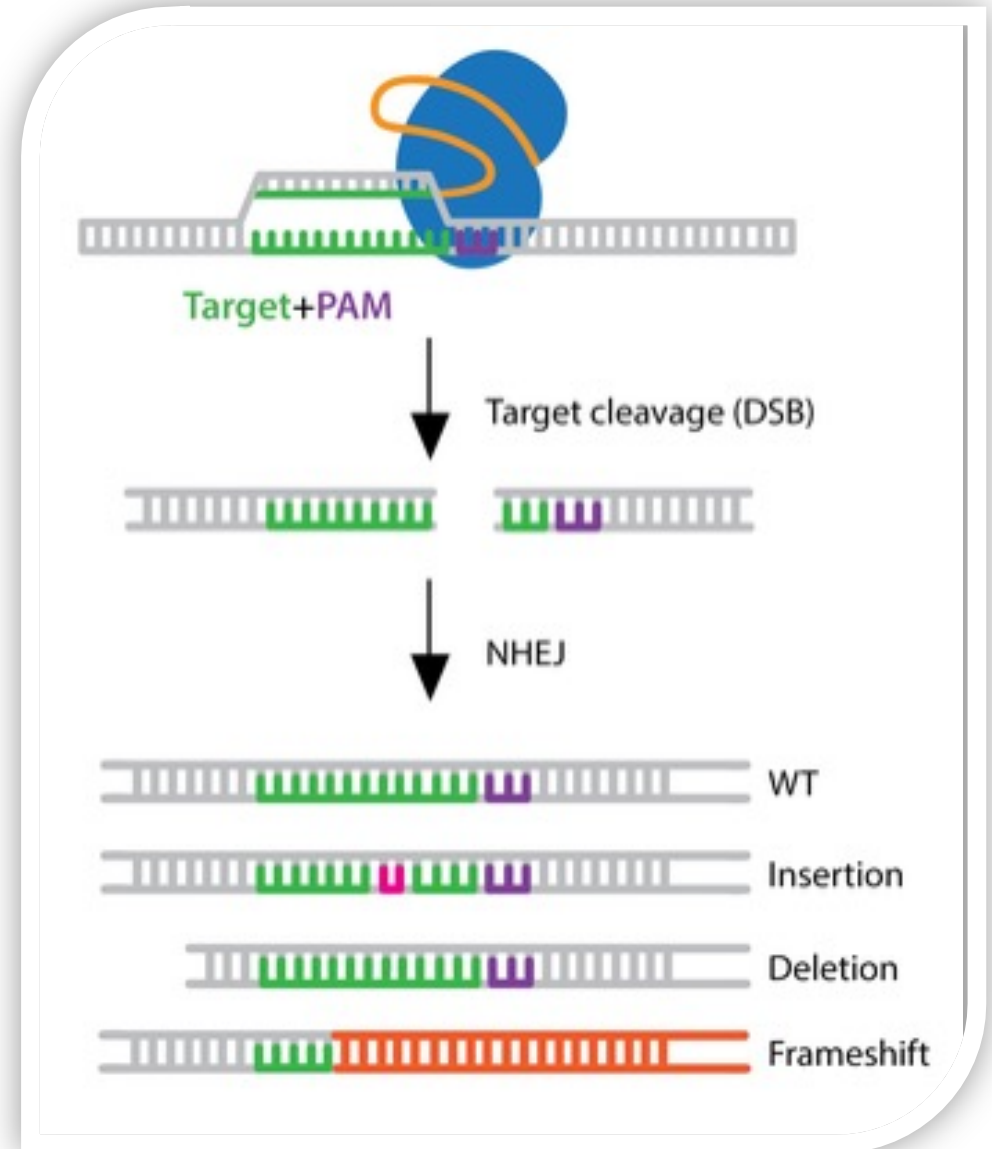 Target+PAM
Target cleavage (DSB)
NHEJ
WT
Insertion
Deletion
Frameshift